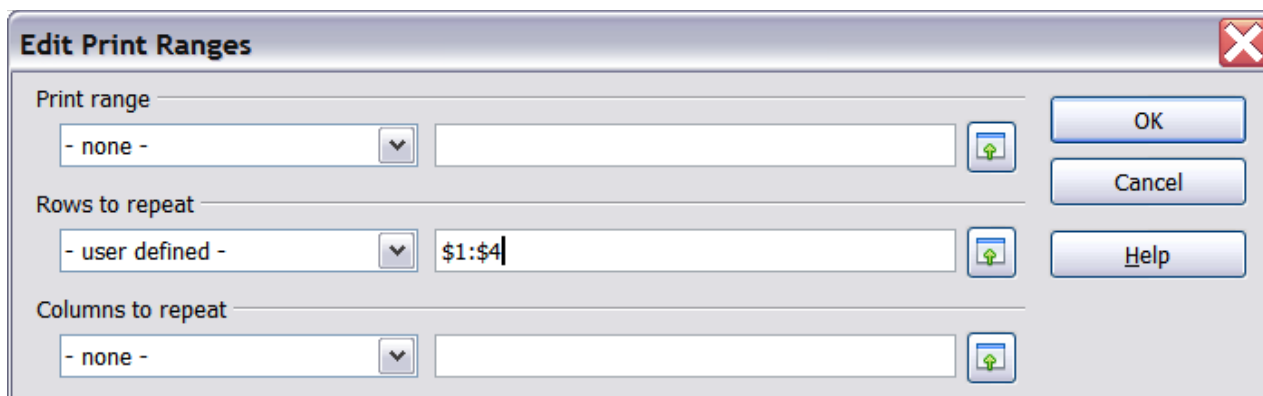 Edit Print Ranges
Print range
- none -
OK
Cancel
Rows to repeat
- user defined - $1:$4
Help
Columns to repeat
- none -